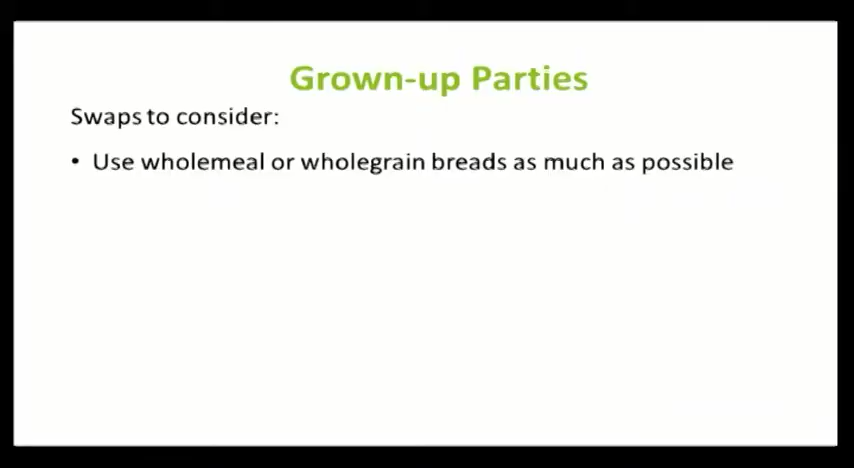 Grown-up Parties
Swaps to consider:
• Use wholemeal or wholegrain breads as much as possible